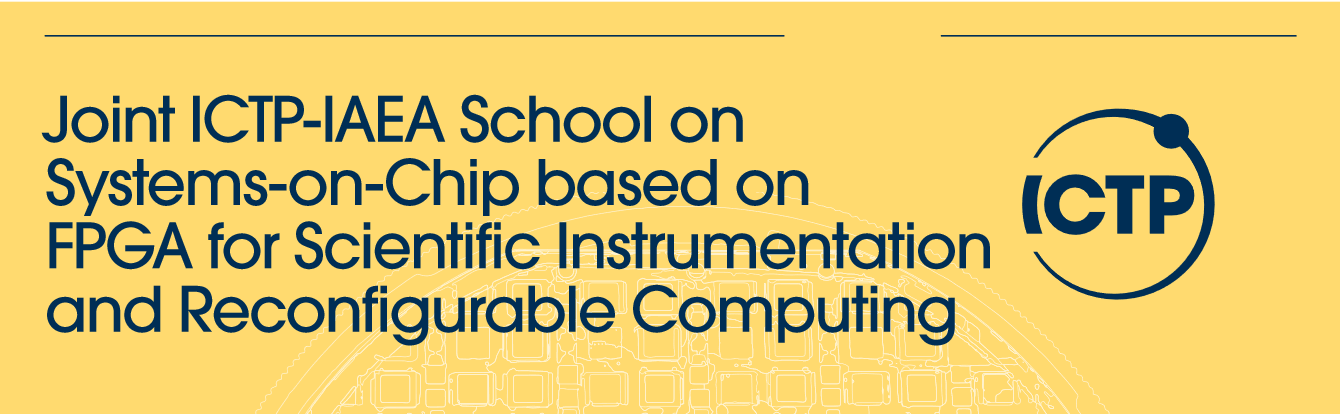 Joint ICTP-IAEA School on
Systems-on-Chip based on
FPGA for Scientific Instrumentation
and Reconfigurable Computing
ICTP